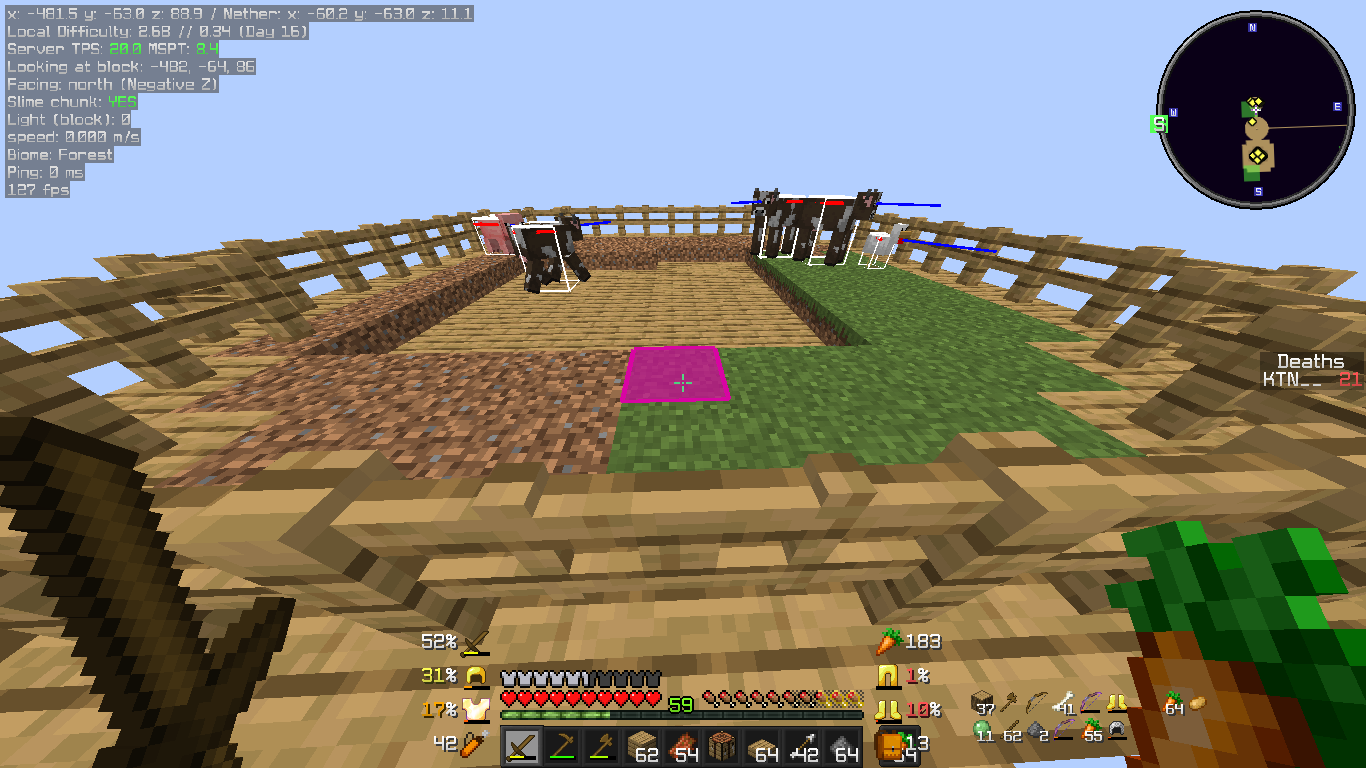 x: -481.5 y: -63.0 z: 88.9 / Nether: x: -60.2 y: -63.0 z: 11.1
Local Difficulty: 2.68 // 0.34 (Day 16)
Server TPS: 20.0 MSPT: 9.4
Looking at block: -482, -64, 86
Facing: north (Negative Z)
Slime chunk: YES
Light (block): 0
speed: 0.000 m/s
Biome: Forest
Ping: 0 ms
127 fps
N
W
E
S
S
Deaths
KTN__ 21
52%
183
31%
1%
59
17%
10%
37
41
64
42
62
54
64
42
64
13
11
62
2
55